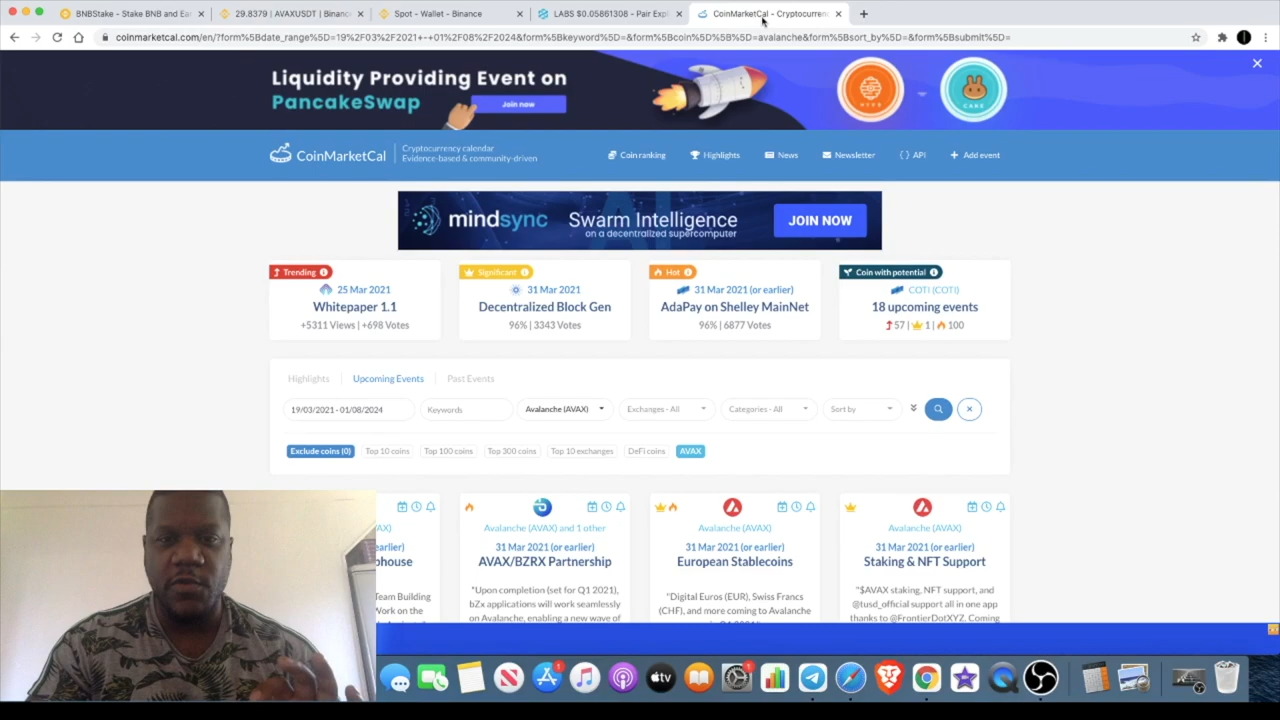 BNBStake - Stake BNB and Ear
29.8379 | AVAXUSDT | Binanc
Spot - Wallet - Binance
LABS $0.05861308 - Pair Expl
CoinMarketCal - Cryptocurren
coinmarketcal.com/en/?form%5Bdate_range%5D=19%2F03%2F2021+-+01%2F08%2F2024&form%5Bkeyword%5D=&form%5Bcoin%5D%5B%5D=avalanche&form%5Bsort_by%5D=&form%5Bsubmit%5D=
Liquidity Providing Event on
PancakeSwap
Join now
CAKE
CoinMarketCal
Cryptocurrency calendar
Evidence-based & community-driven
Coin ranking
Highlights
News
Newsletter
API
Add event
mindsync
Swarm Intelligence
on a decentralized supercomputer
JOIN NOW
Trending
25 Mar 2021
Whitepaper 1.1
+5311 Views | +698 Votes
Significant
31 Mar 2021
Decentralized Block Gen
96% | 3343 Votes
Hot
31 Mar 2021 (or earlier)
AdaPay on Shelley MainNet
96% | 6877 Votes
Coin with potential
COTI (COTI)
18 upcoming events
57 | 1 | 100
Highlights
Upcoming Events
Past Events
19/03/2021 - 01/08/2024
Keywords
Avalanche (AVAX)
Exchanges - All
Categories - All
Sort by
Exclude coins (0)
Top 10 coins
Top 100 coins
Top 300 coins
Top 10 exchanges
DeFi coins
AVAX
AX)
arlier)
phouse
Team Building
Work on the
Avalanche (AVAX) and 1 other
31 Mar 2021 (or earlier)
AVAX/BZRX Partnership
"Upon completion (set for Q1 2021),
bZx applications will work seamlessly
on Avalanche, enabling a new wave of
Avalanche (AVAX)
31 Mar 2021 (or earlier)
European Stablecoins
"Digital Euros (EUR), Swiss Francs
(CHF), and more coming to Avalanche
Avalanche (AVAX)
31 Mar 2021 (or earlier)
Staking & NFT Support
"$AVAX staking, NFT support, and
@tusd_official support all in one app
thanks to @FrontierDotXYZ. Coming
tv